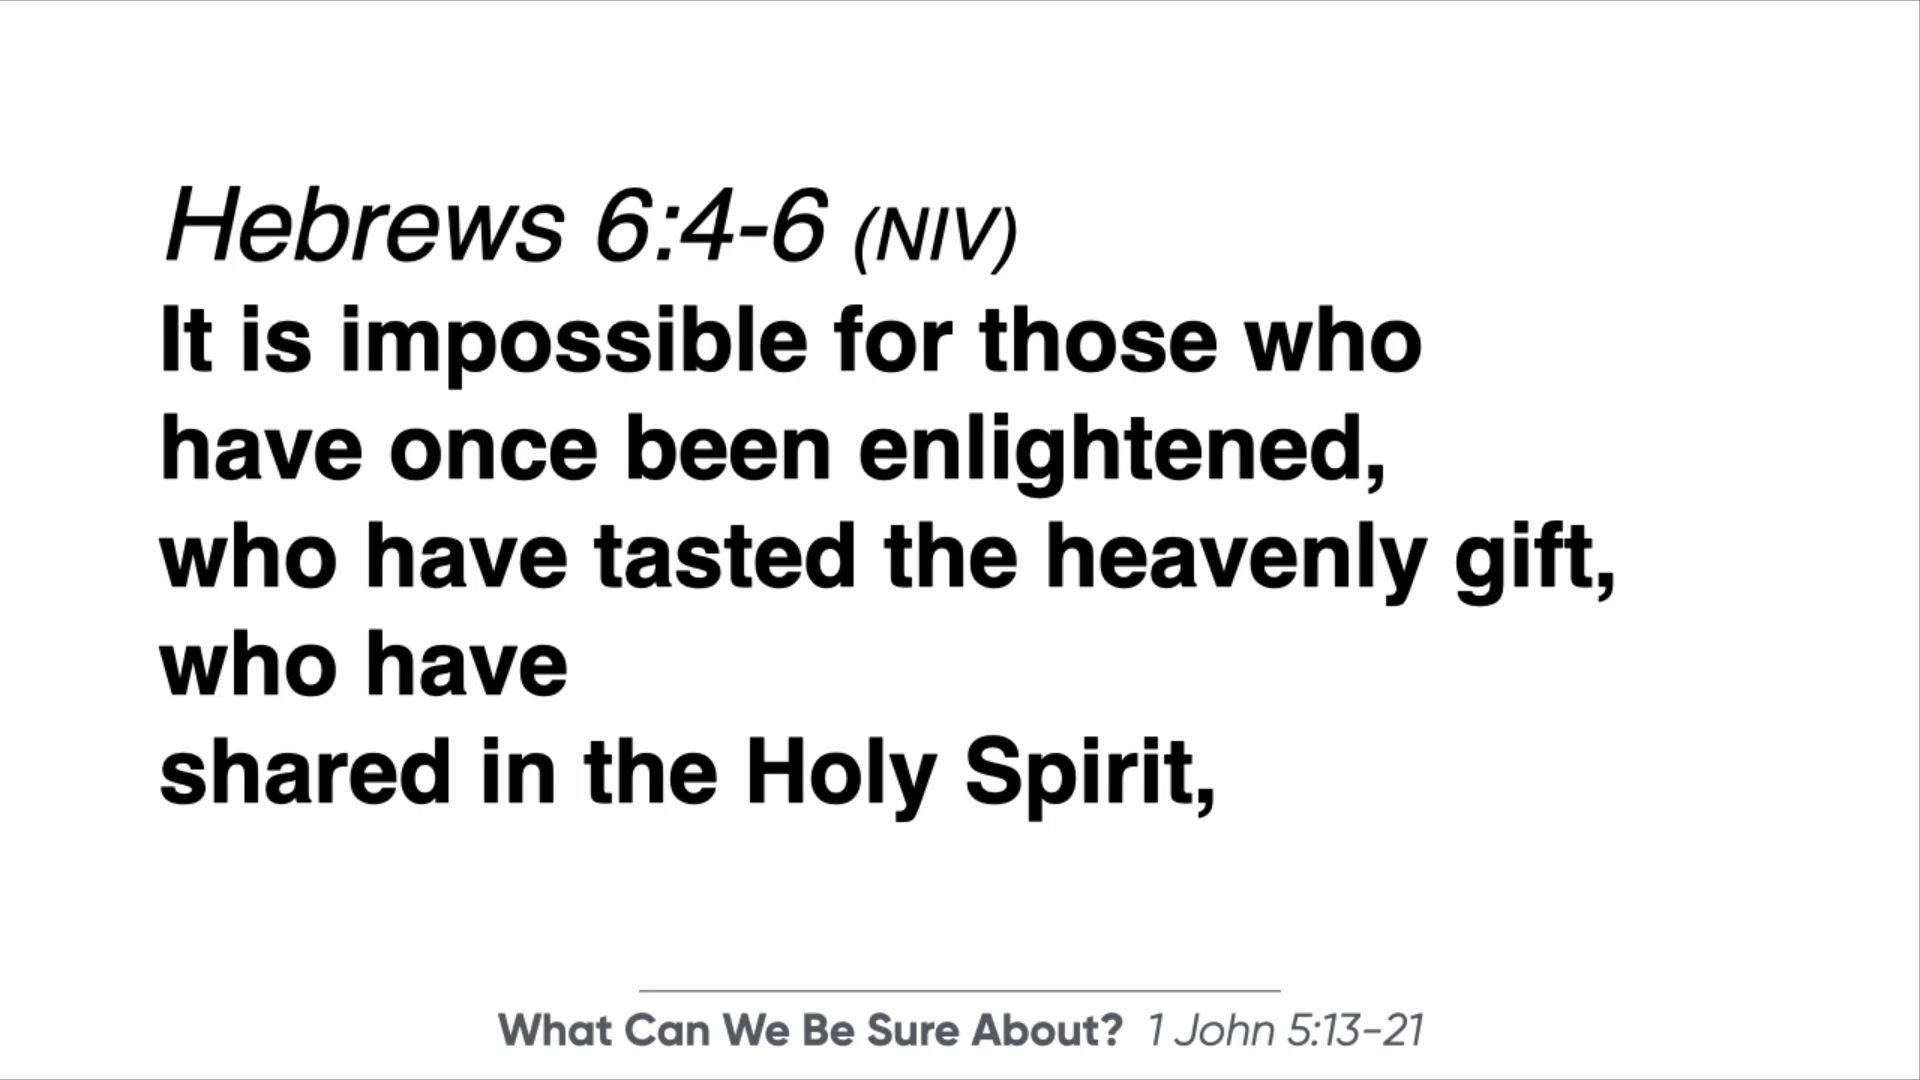 Hebrews 6:4-6 (NIV)
It is impossible for those who
have once been enlightened,
who have tasted the heavenly gift,
who have
shared in the Holy Spirit,
What Can We Be Sure About? 1 John 5:13–21